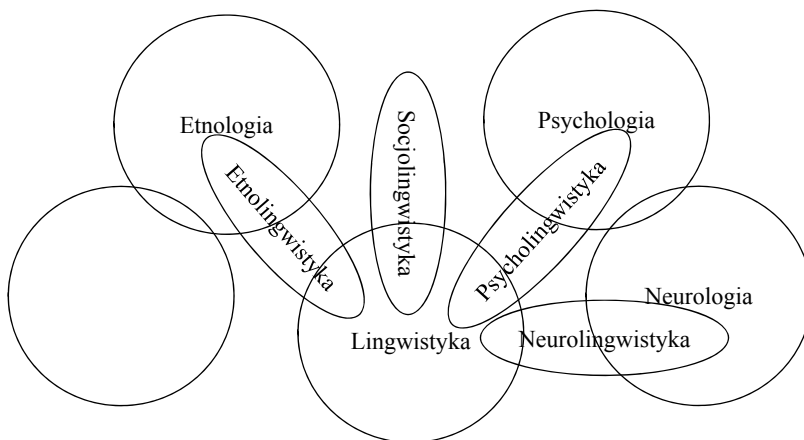 Etnologia
Socjolingwistyka
Psychologia
Etnolingwistyka
Psycholingwistyka
Neurologia
Lingwistyka
Neurolingwistyka